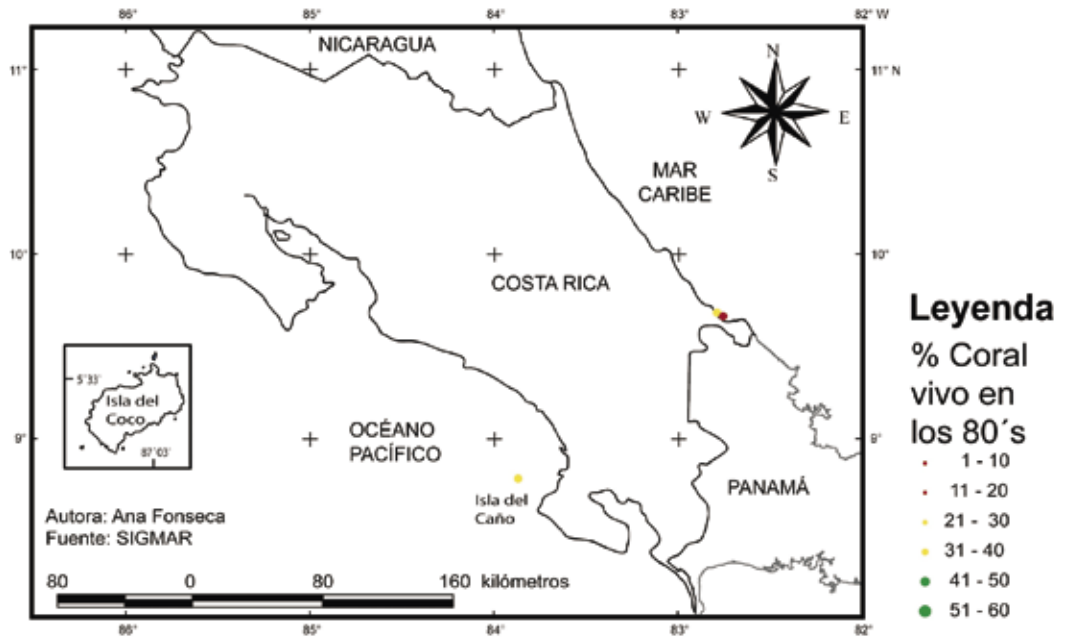 86° 85° 84° 83° 82° W
NICARAGUA
11° 11° N
N
W E
S
MAR
CARIBE
10° 10°
COSTA RICA
5°33'
Isla del
Coco
87°03'
OCÉANO
PACÍFICO
9° 9°
PANAMÁ
Isla del
Caño
Autora: Ana Fonseca
Fuente: SIGMAR
80 0 80 160 kilómetros
86° 85° 84° 83° 82°
Leyenda
% Coral
vivo en
los 80´s
1 - 10
11 - 20
21 - 30
31 - 40
41 - 50
51 - 60